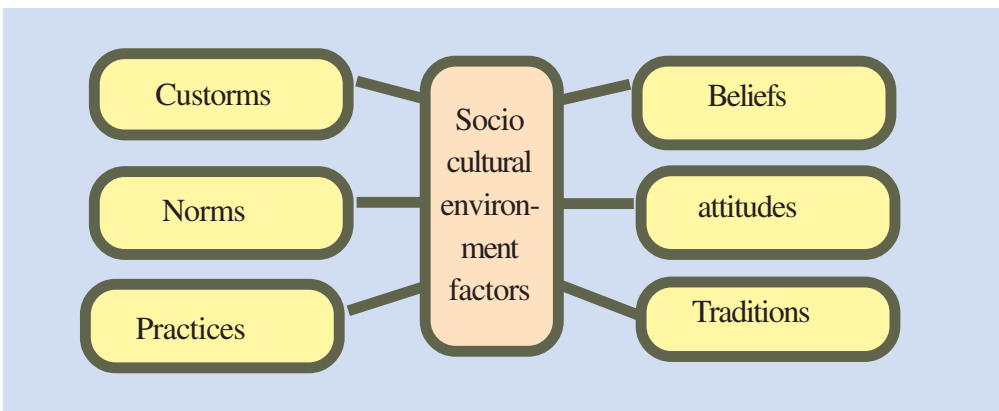 Custorms
Norms
Practices
Socio
cultural
environ-
ment
factors
Beliefs
attitudes
Traditions